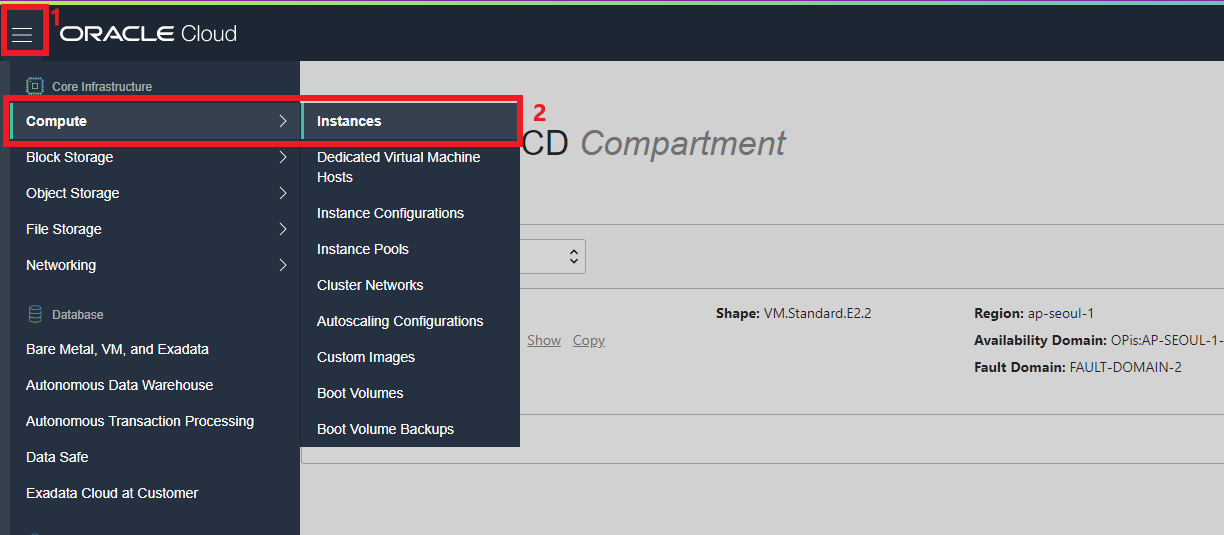 1
ORACLE Cloud
Core Infrastructure
Compute
Block Storage
Object Storage
File Storage
Networking
Database
Bare Metal, VM, and Exadata
Autonomous Data Warehouse
Autonomous Transaction Processing
Data Safe
Exadata Cloud at Customer
Instances
2
Dedicated Virtual Machine
Hosts
Instance Configurations
Instance Pools
Cluster Networks
Autoscaling Configurations
Custom Images
Boot Volumes
Boot Volume Backups
CD Compartment
Show Copy
Shape: VM.Standard.E2.2
Region: ap-seoul-1
Availability Domain: OPis:AP-SEOUL-1-
Fault Domain: FAULT-DOMAIN-2